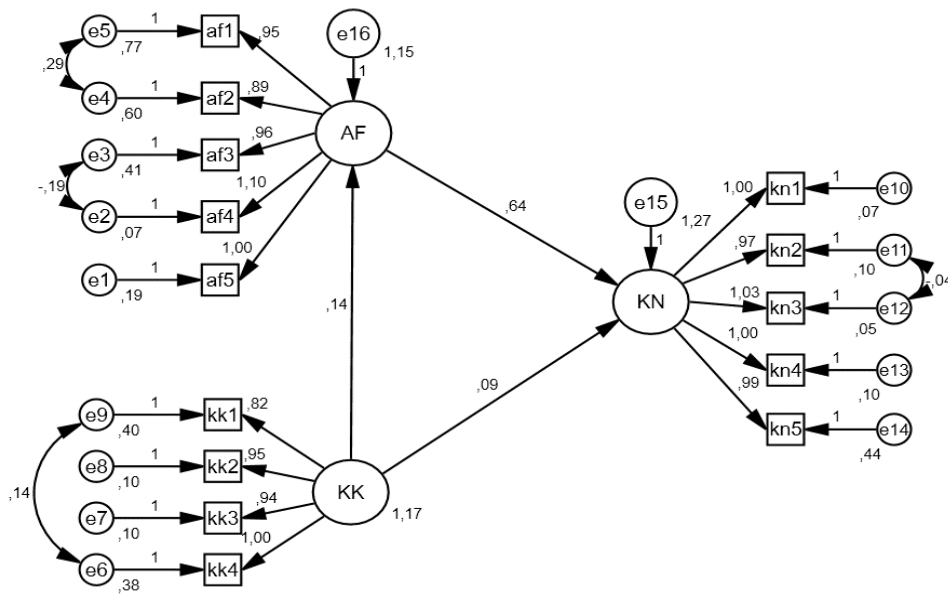 e5 1 af1 ,95 e16 1,15
,77
,29 1
e4 1 af2 ,89
,60
AF
e3 1 af3 ,96
,41
-,19 1,10
e2 1 af4
,07
1,00
e1 1 af5
,19
,64
,14
e15 1,27
1
KN
1,00 kn1 1 e10
,07
,97 kn2 1 e11
,10
-,04
1,03 kn3 1 e12
,05
1,00 kn4 1 e13
,10
,99 kn5 1 e14
,44
,09
e9 1 kk1 ,82
,40
e8 1 kk2 ,95
,10
KK
1,17
,14
e7 1 kk3 ,94
,10
1,00
e6 1 kk4
,38